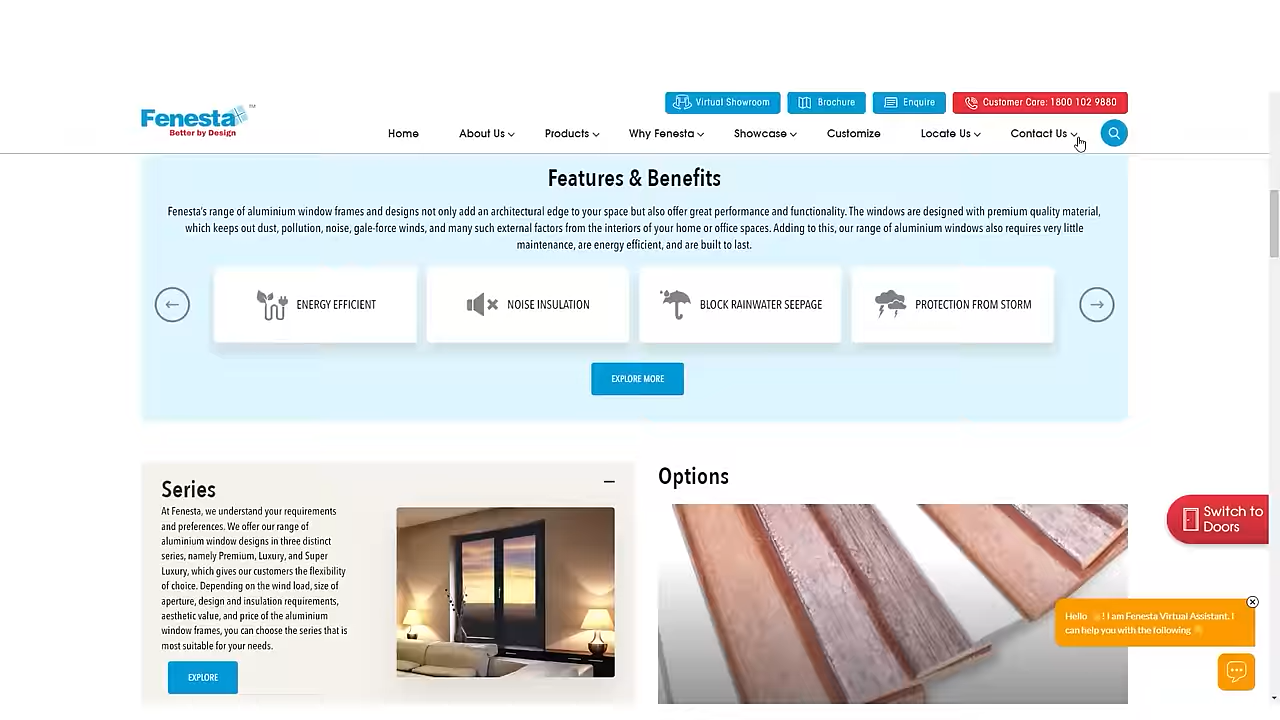 Virtual Showroom
Brochure
Enquire
Customer Care: 1800 102 9880
Fenesta™
Better by Design
Home
About Us
Products
Why Fenesta
Showcase
Customize
Locate Us
Contact Us
Features & Benefits
Fenesta's range of aluminium window frames and designs not only add an architectural edge to your space but also offer great performance and functionality. The windows are designed with premium quality material,
which keeps out dust, pollution, noise, gale-force winds, and many such external factors from the interiors of your home or office spaces. Adding to this, our range of aluminium windows also requires very little
maintenance, are energy efficient, and are built to last.
ENERGY EFFICIENT
NOISE INSULATION
BLOCK RAINWATER SEEPAGE
PROTECTION FROM STORM
EXPLORE MORE
Series
At Fenesta, we understand your requirements
and preferences. We offer our range of
aluminium window designs in three distinct
series, namely Premium, Luxury, and Super
Luxury, which gives our customers the flexibility
of choice. Depending on the wind load, size of
aperture, design and insulation requirements,
aesthetic value, and price of the aluminium
window frames, you can choose the series that is
most suitable for your needs.
EXPLORE
Options
Switch to
Doors
Hello 👋! I am Fenesta Virtual Assistant. I
can help you with the following 👇